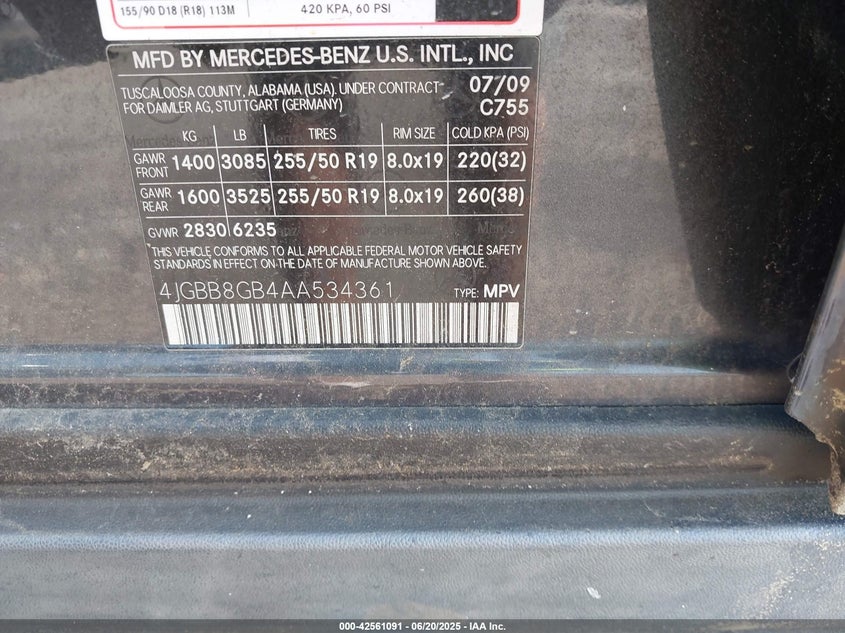 155/90 D18 (R18) 113M 420 KPA, 60 PSI
MFD BY MERCEDES-BENZ U.S. INTL., INC
TUSCALOOSA COUNTY, ALABAMA (USA). UNDER CONTRACT 07/09
FOR DAIMLER AG, STUTTGART (GERMANY) C755
KG LB TIRES RIM SIZE COLD KPA (PSI)
GAWR FRONT 1400 3085 255/50 R19 8.0x19 220(32)
GAWR REAR 1600 3525 255/50 R19 8.0x19 260(38)
GVWR 2830 6235
*THIS VEHICLE CONFORMS TO ALL APPLICABLE FEDERAL MOTOR VEHICLE SAFETY
STANDARDS IN EFFECT ON THE DATE OF MANUFACTURE SHOWN ABOVE.
4JGBB8GB4AA534361 TYPE: MPV
000-42561091 - 06/20/2025 - IAA Inc.